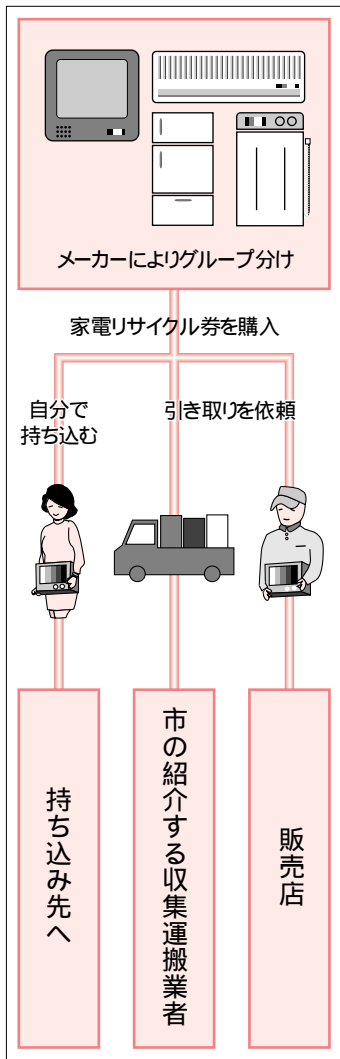 メーカーによりグループ分け
家電リサイクル券を購入
自分で
持ち込む
引き取りを依頼
持ち込み先へ
市の紹介する収集運搬業者
販売店